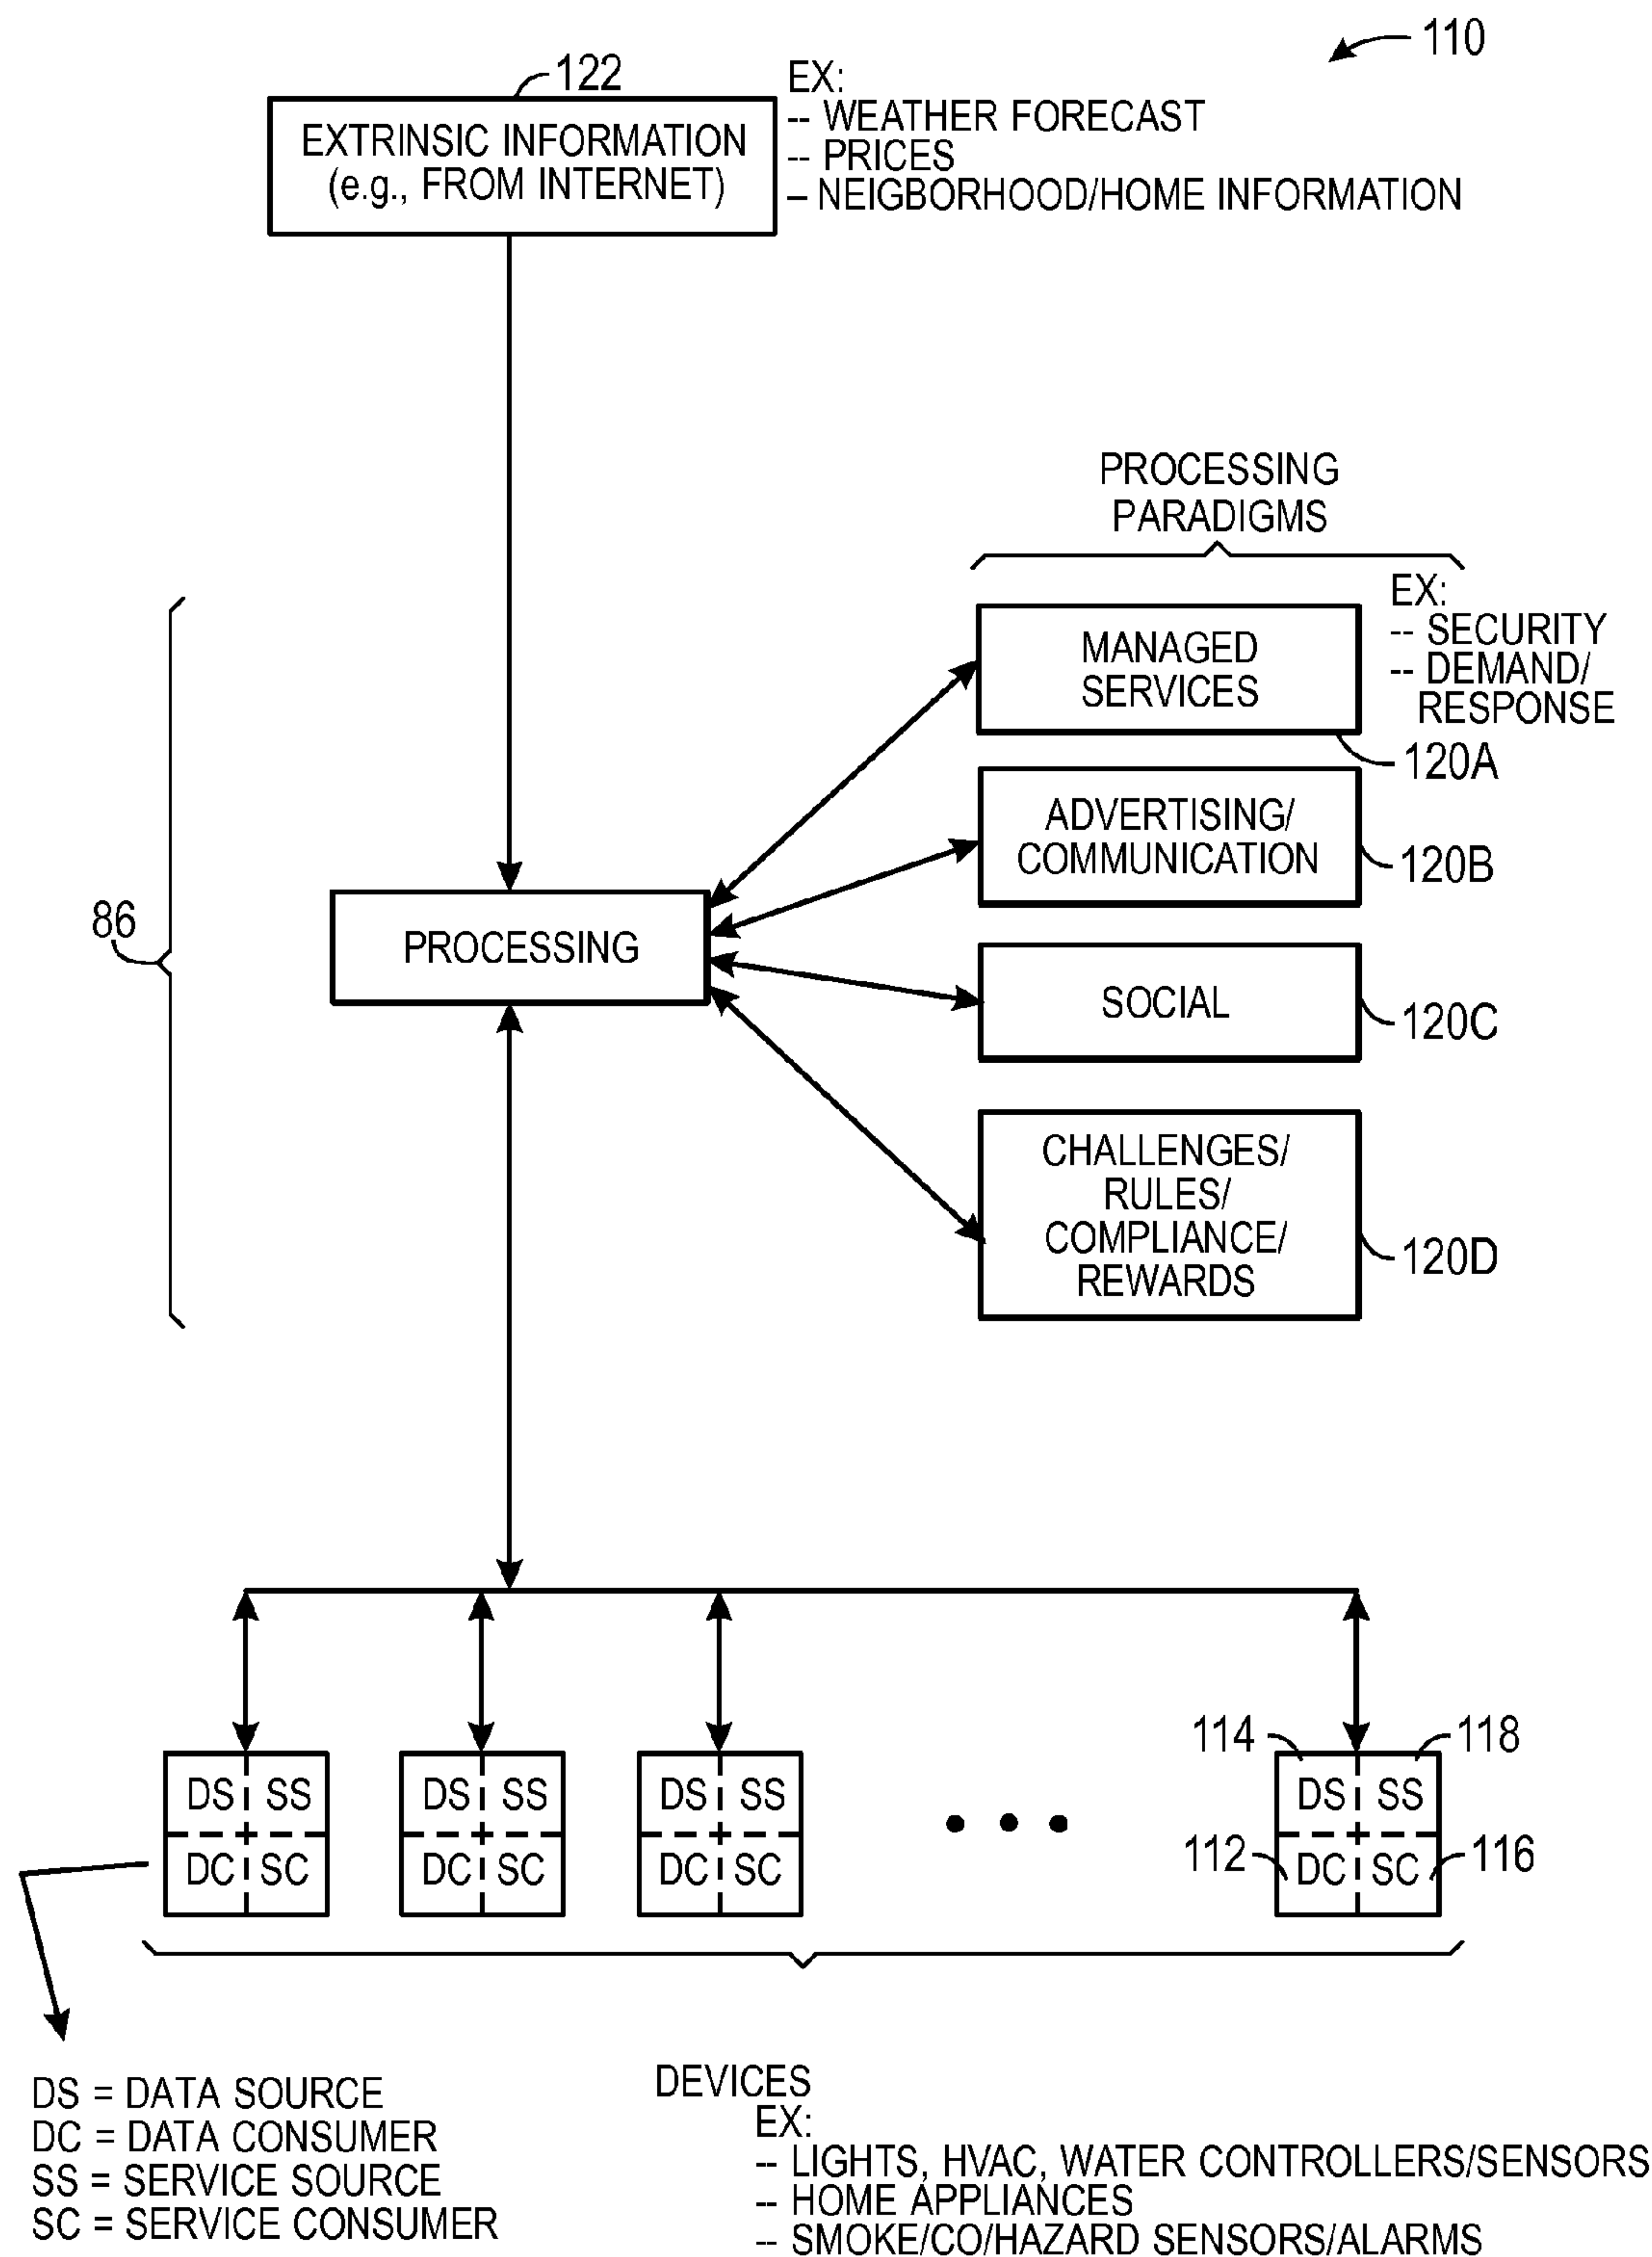 110
122
EXTRINSIC INFORMATION
(e.g., FROM INTERNET)
EX:
-- WEATHER FORECAST
-- PRICES
– NEIGBORHOOD/HOME INFORMATION
PROCESSING
PARADIGMS
MANAGED
SERVICES
EX:
-- SECURITY
-- DEMAND/
RESPONSE
120A
ADVERTISING/
COMMUNICATION
120B
86
PROCESSING
SOCIAL
120C
CHALLENGES/
RULES/
COMPLIANCE/
REWARDS
120D
114
118
DS SS
DC SC
DS SS
DC SC
DS SS
DC SC
DS SS
DC SC
112
116
DS = DATA SOURCE
DC = DATA CONSUMER
SS = SERVICE SOURCE
SC = SERVICE CONSUMER
DEVICES
EX:
-- LIGHTS, HVAC, WATER CONTROLLERS/SENSORS
-- HOME APPLIANCES
-- SMOKE/CO/HAZARD SENSORS/ALARMS